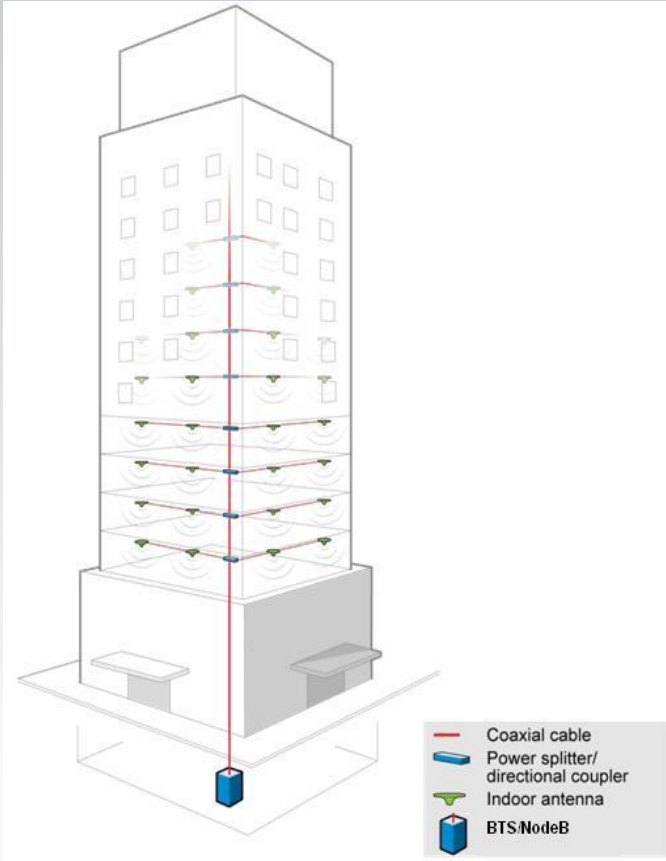 Coaxial cable
Power splitter/
directional coupler
Indoor antenna
BTS/NodeB